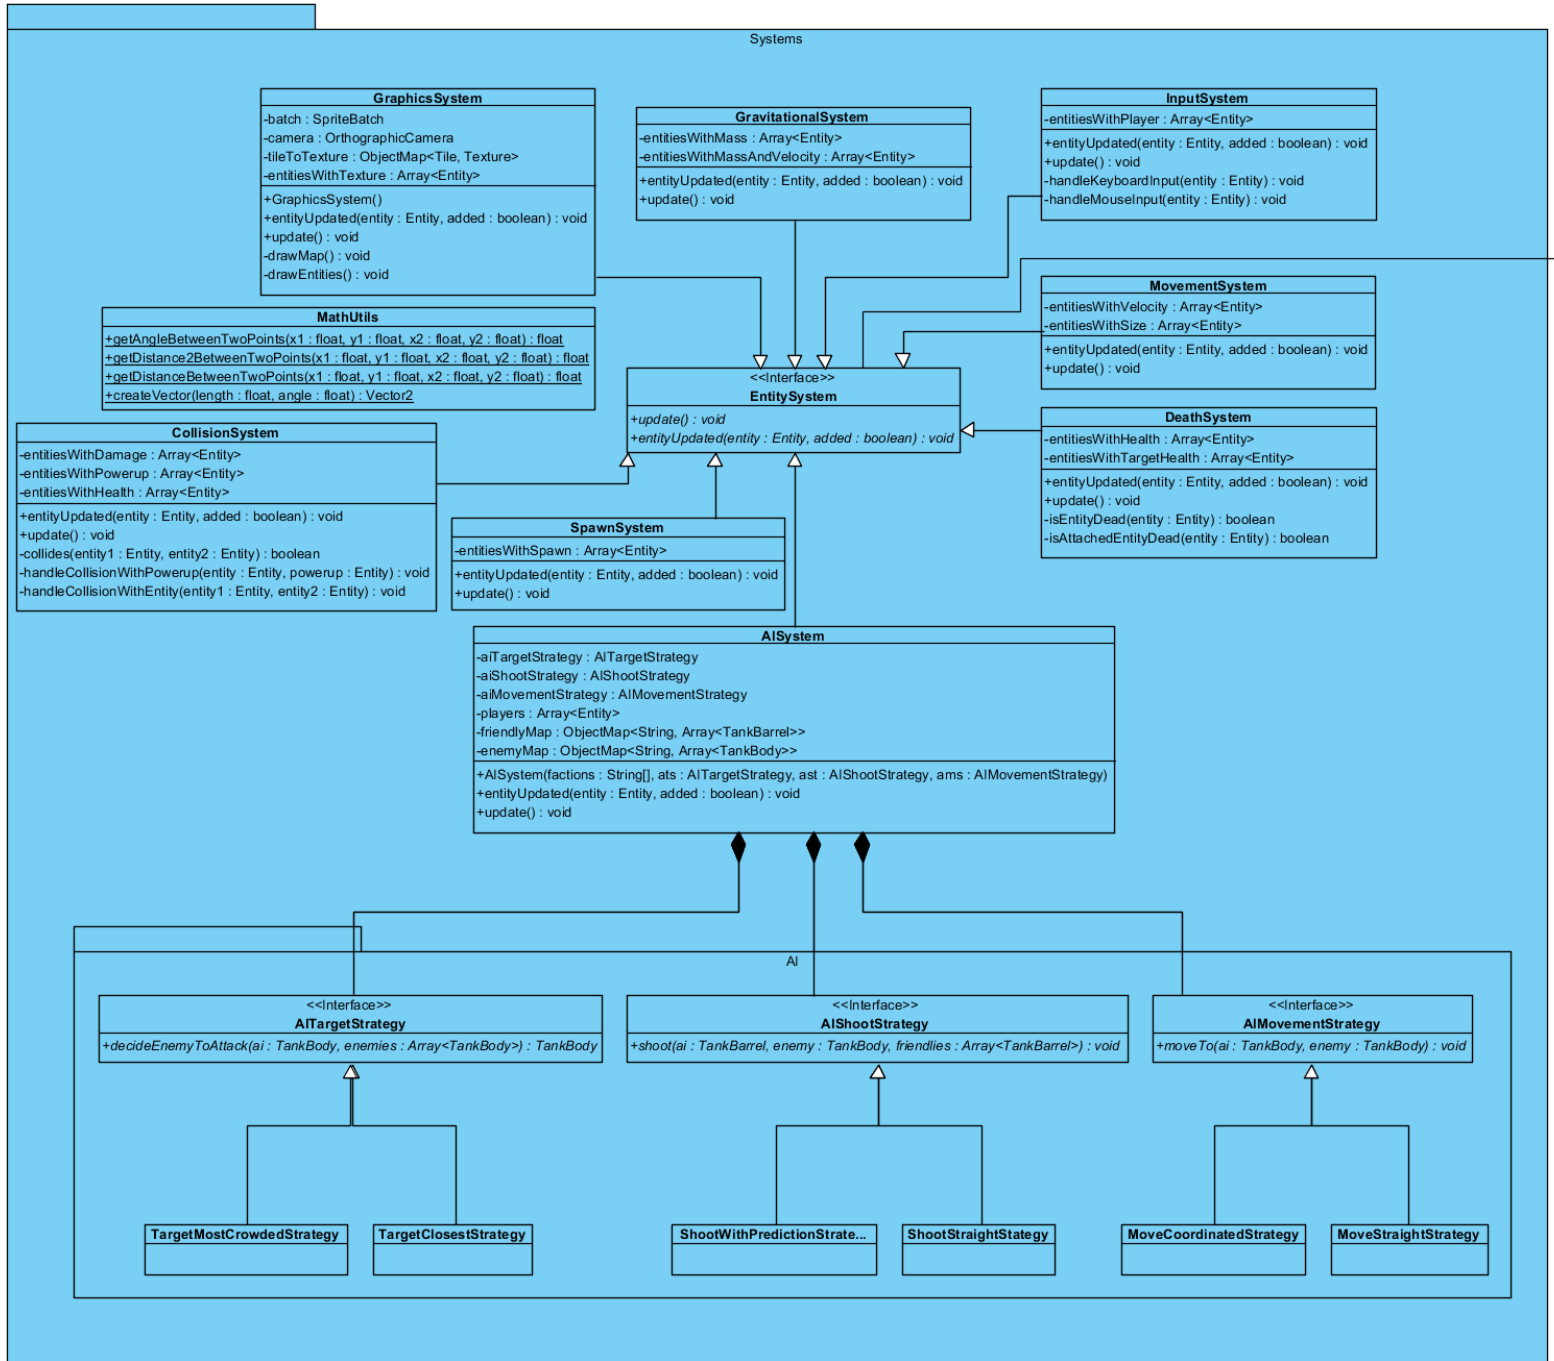 Systems
GraphicsSystem
-batch : SpriteBatch
-camera : OrthographicCamera
-tileToTexture : ObjectMap<Tile, Texture>
-entitiesWithTexture : Array<Entity>
+GraphicsSystem()
+entityUpdated(entity : Entity, added : boolean) : void
+update() : void
-drawMap() : void
-drawEntities() : void
GravitationalSystem
-entitiesWithMass : Array<Entity>
-entitiesWithMassAndVelocity : Array<Entity>
+entityUpdated(entity : Entity, added : boolean) : void
+update() : void
InputSystem
-entitiesWithPlayer : Array<Entity>
+entityUpdated(entity : Entity, added : boolean) : void
+update() : void
-handleKeyboardInput(entity : Entity) : void
-handleMouseInput(entity : Entity) : void
MathUtils
+getAngleBetweenTwoPoints(x1 : float, y1 : float, x2 : float, y2 : float) : float
+getDistance2BetweenTwoPoints(x1 : float, y1 : float, x2 : float, y2 : float) : float
+getDistanceBetweenTwoPoints(x1 : float, y1 : float, x2 : float, y2 : float) : float
+createVector(length : float, angle : float) : Vector2
MovementSystem
-entitiesWithVelocity : Array<Entity>
-entitiesWithSize : Array<Entity>
+entityUpdated(entity : Entity, added : boolean) : void
+update() : void
<<Interface>>
EntitySystem
+update() : void
+entityUpdated(entity : Entity, added : boolean) : void
CollisionSystem
-entitiesWithDamage : Array<Entity>
-entitiesWithPowerup : Array<Entity>
-entitiesWithHealth : Array<Entity>
+entityUpdated(entity : Entity, added : boolean) : void
+update() : void
-collides(entity1 : Entity, entity2 : Entity) : boolean
-handleCollisionWithPowerup(entity : Entity, powerup : Entity) : void
-handleCollisionWithEntity(entity1 : Entity, entity2 : Entity) : void
DeathSystem
-entitiesWithHealth : Array<Entity>
-entitiesWithTargetHealth : Array<Entity>
+entityUpdated(entity : Entity, added : boolean) : void
+update() : void
-isEntityDead(entity : Entity) : boolean
-isAttachedEntityDead(entity : Entity) : boolean
SpawnSystem
-entitiesWithSpawn : Array<Entity>
+entityUpdated(entity : Entity, added : boolean) : void
+update() : void
AISystem
-aiTargetStrategy : AITargetStrategy
-aiShootStrategy : AIShootStrategy
-aiMovementStrategy : AIMovementStrategy
-players : Array<Entity>
-friendlyMap : ObjectMap<String, Array<TankBarrel>>
-enemyMap : ObjectMap<String, Array<TankBody>>
+AISystem(factions : String[], ats : AITargetStrategy, ast : AIShootStrategy, ams : AIMovementStrategy)
+entityUpdated(entity : Entity, added : boolean) : void
+update() : void
AI
<<Interface>>
AITargetStrategy
+decideEnemyToAttack(ai : TankBody, enemies : Array<TankBody>) : TankBody
<<Interface>>
AIShootStrategy
+shoot(ai : TankBarrel, enemy : TankBody, friendlies : Array<TankBarrel>) : void
<<Interface>>
AIMovementStrategy
+moveTo(ai : TankBody, enemy : TankBody) : void
TargetMostCrowdedStrategy
TargetClosestStrategy
ShootWithPredictionStrate...
ShootStraightStategy
MoveCoordinatedStrategy
MoveStraightStrategy